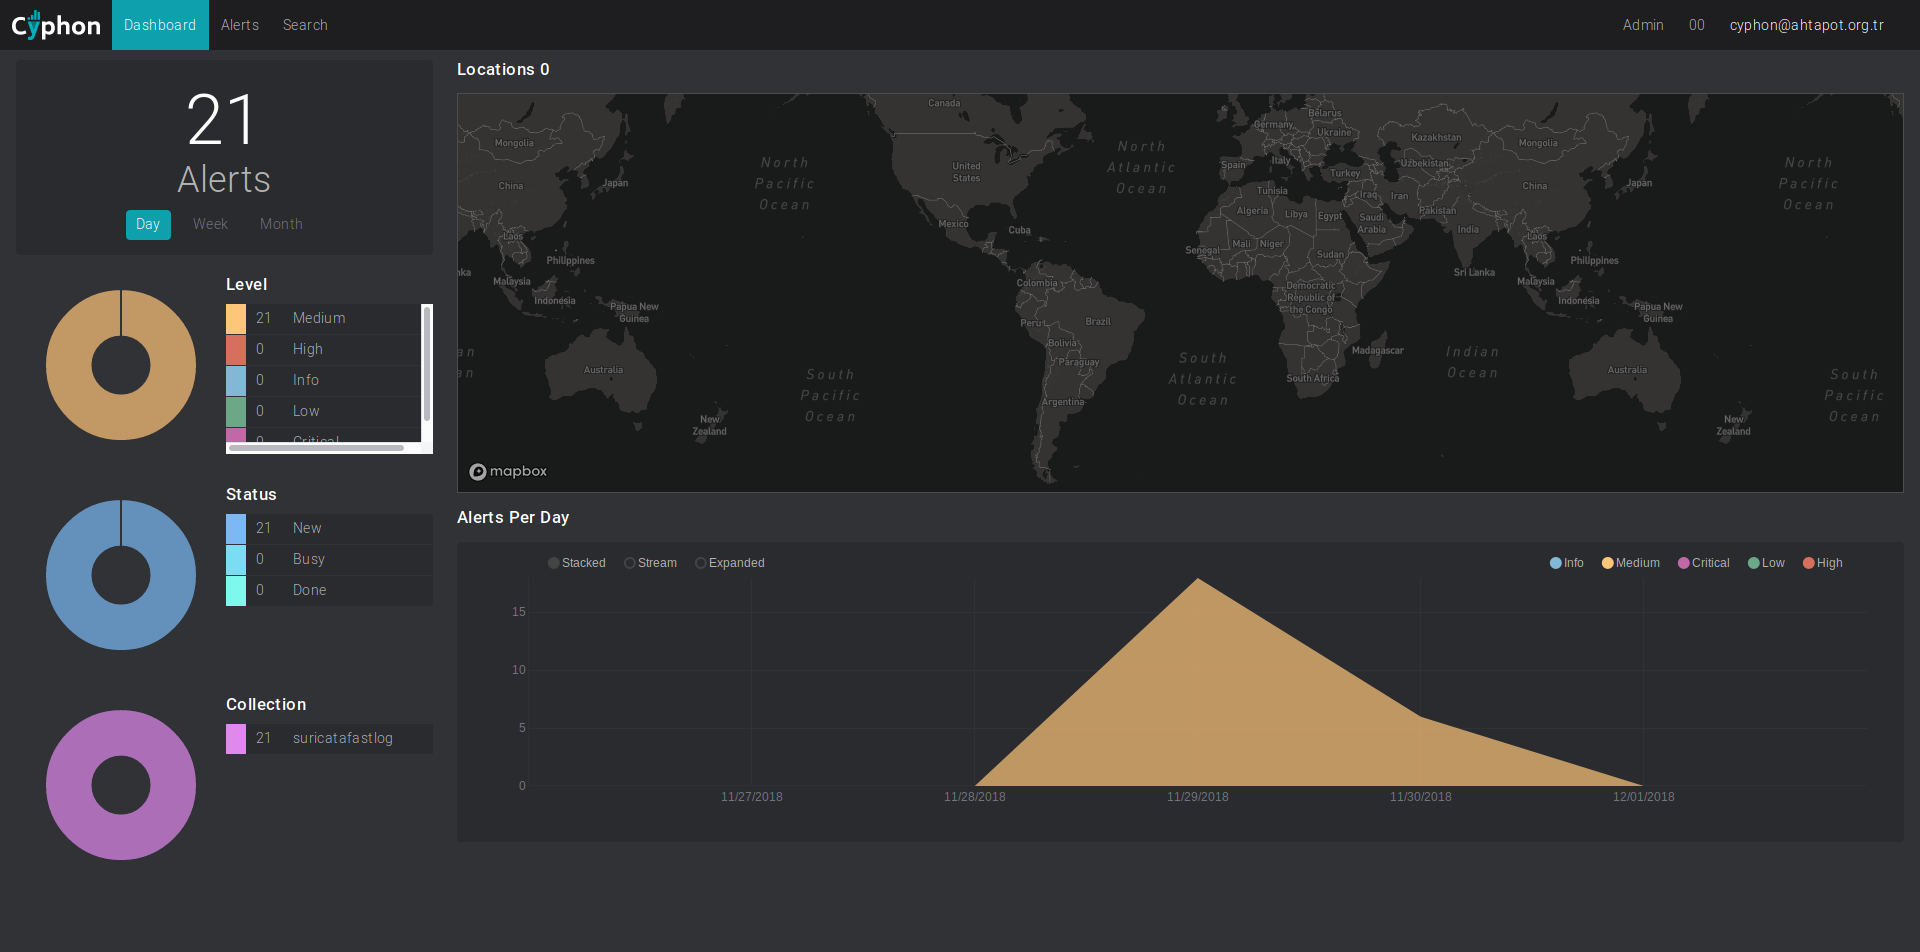 Cyphon Dashboard Alerts Search Admin 00 cyphon@ahtapot.org.tr
21
Alerts
Day Week Month
Level
21 Medium
0 High
0 Info
0 Low
0 Critical
Status
21 New
0 Busy
0 Done
Collection
21 suricatafastlog
Locations 0
Canada
Mongolia
China
Japan
Laos
Philippines
ka
Malaysia
Indonesia
Papua New
Guinea
an
an
Australia
New
Zealand
North
Pacific
Ocean
South
Pacific
Ocean
United
States
Mexico
Cuba
Colombia
Peru
Brazil
Bolivia
Paraguay
Argentina
North
Atlantic
Ocean
South
Atlantic
Ocean
Belarus
Germany
Ukraine
Spain
Italy
Turkey
Tunisia
Algeria
Libya
Egypt
Iraq
Iran
Saudi
Arabia
Senegal
Mali
Niger
Sudan
Democratic
Republic of
the Congo
Madagascar
South Africa
Kazakhstan
Uzbekistan
Pakistan
India
Sri Lanka
Indian
Ocean
Mongolia
China
Japan
Laos
Philippines
Malaysia
Indonesia
Papua New
Guinea
Australia
New
Zealand
North
Pacific
Ocean
South
Pacific
Ocean
mapbox
Alerts Per Day
Stacked Stream Expanded Info Medium Critical Low High
15
10
5
0
11/27/2018 11/28/2018 11/29/2018 11/30/2018 12/01/2018